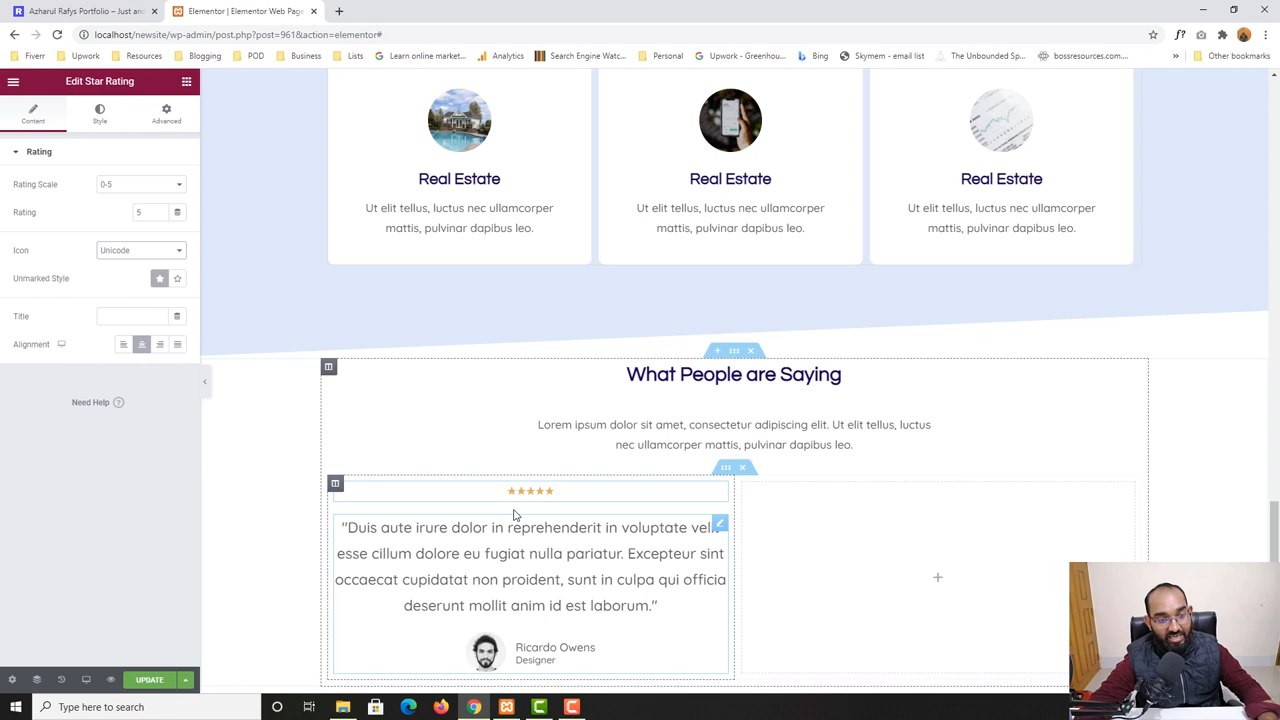 Azharul Rafys Portfolio - Just and
Elementor | Elementor Web Page
localhost/newsite/wp-admin/post.php?post=961&action=elementor#
Fiverr
Upwork
Resources
Blogging
POD
Business
Lists
Google Learn online market...
Analytics
Search Engine Watc...
Personal
Upwork - Greenhou...
Bing
Skymem - email list
The Unbounded Sp...
bossresources.com...
Other bookmarks
Edit Star Rating
Content
Style
Advanced
Rating
Rating Scale
0-5
Rating
5
Icon
Unicode
Unmarked Style
Title
Alignment
Need Help
UPDATE
Real Estate
Real Estate
Real Estate
Ut elit tellus, luctus nec ullamcorper
mattis, pulvinar dapibus leo.
Ut elit tellus, luctus nec ullamcorper
mattis, pulvinar dapibus leo.
Ut elit tellus, luctus nec ullamcorper
mattis, pulvinar dapibus leo.
What People are Saying
Lorem ipsum dolor sit amet, consectetur adipiscing elit. Ut elit tellus, luctus
nec ullamcorper mattis, pulvinar dapibus leo.
"Duis aute irure dolor in reprehenderit in voluptate
esse cillum dolore eu fugiat nulla pariatur. Excepteur sint
occaecat cupidatat non proident, sunt in culpa qui officia
deserunt mollit anim id est laborum."
Ricardo Owens
Designer
Type here to search